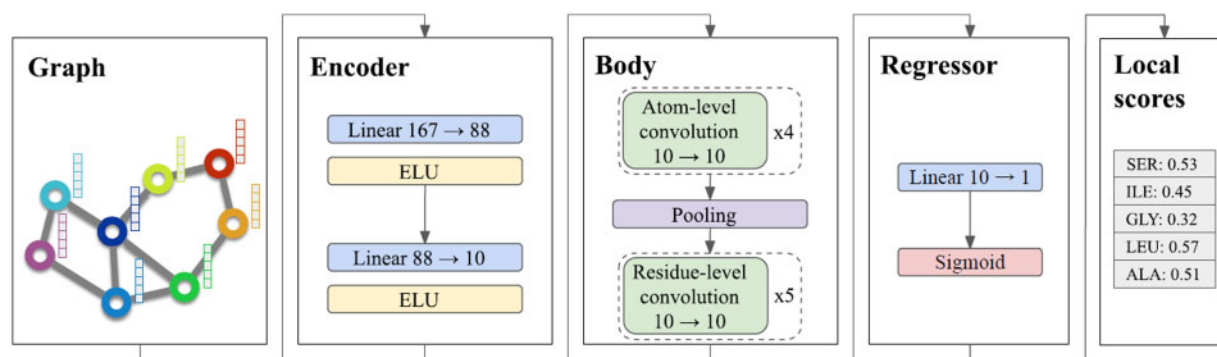 Graph
Encoder
Linear 167 → 88
ELU
Linear 88 → 10
ELU
Body
Atom-level
convolution
10 → 10
x4
Pooling
Residue-level
convolution
10 → 10
x5
Regressor
Linear 10 → 1
Sigmoid
Local
scores
SER: 0.53
ILE: 0.45
GLY: 0.32
LEU: 0.57
ALA: 0.51